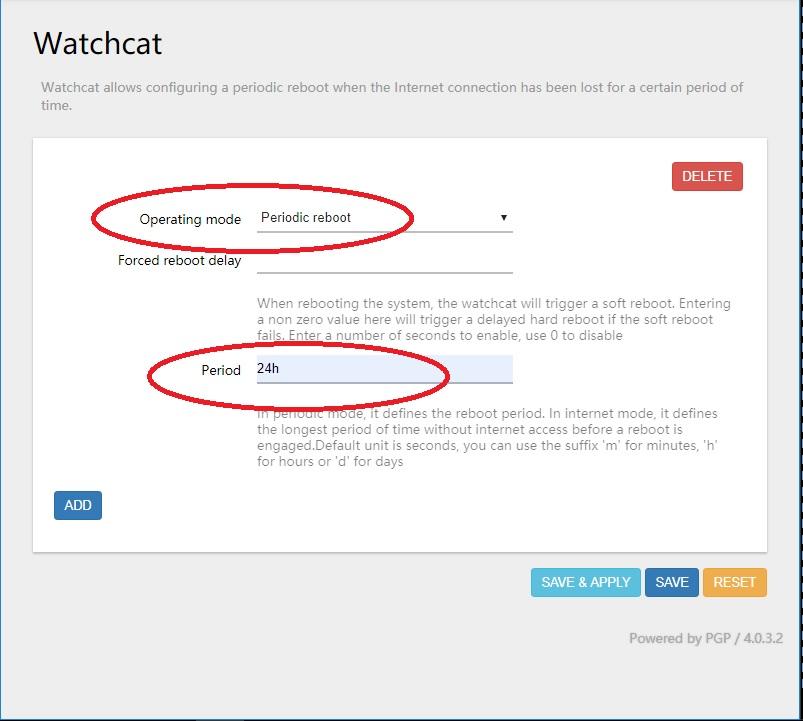 Watchcat
Watchcat allows configuring a periodic reboot when the Internet connection has been lost for a certain period of
time.
DELETE
Operating mode Periodic reboot
Forced reboot delay
When rebooting the system, the watchcat will trigger a soft reboot. Entering
a non zero value here will trigger a delayed hard reboot if the soft reboot
fails. Enter a number of seconds to enable, use 0 to disable
Period 24h
In periodic mode, it defines the reboot period. In internet mode, it defines
the longest period of time without internet access before a reboot is
engaged.Default unit is seconds, you can use the suffix 'm' for minutes, 'h'
for hours or 'd' for days
ADD
SAVE & APPLY SAVE RESET
Powered by PGP / 4.0.3.2